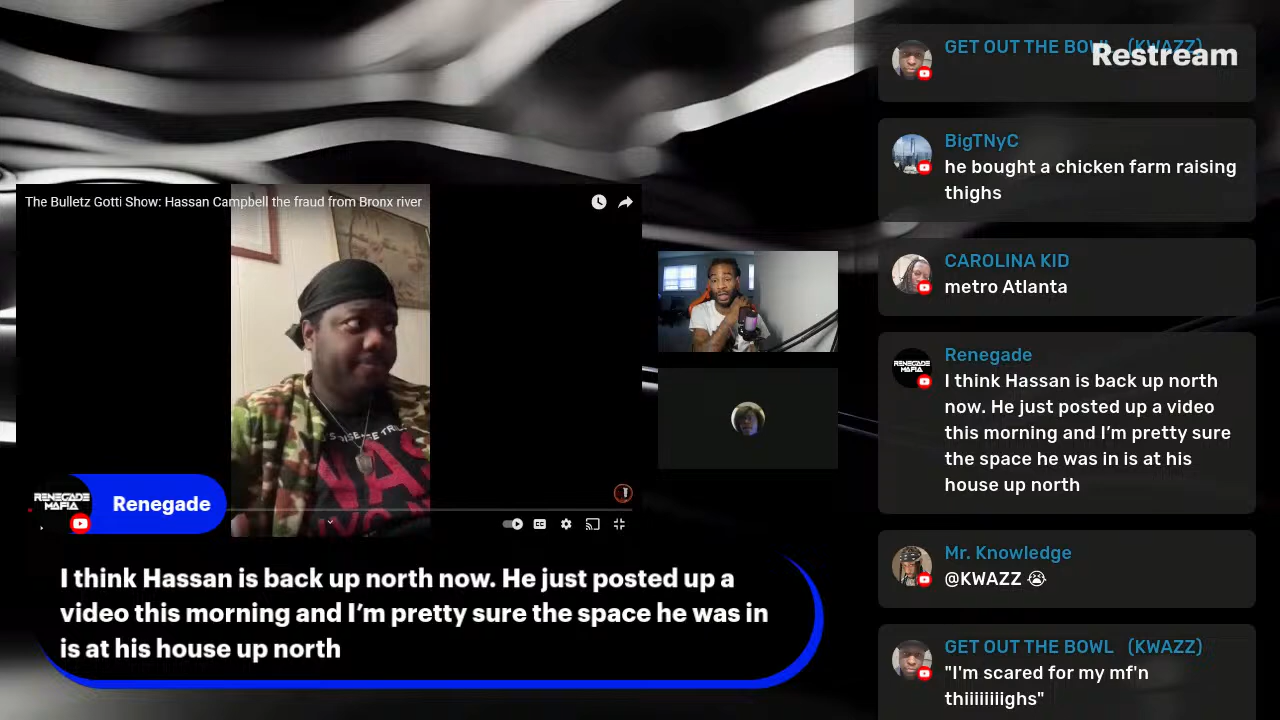 GET OUT THE BOWL (KWAZZ)
Restream
BigTNyC
he bought a chicken farm raising
thighs
CAROLINA KID
metro Atlanta
Renegade
I think Hassan is back up north
now. He just posted up a video
this morning and I’m pretty sure
the space he was in is at his
house up north
Mr. Knowledge
@KWAZZ 😭
GET OUT THE BOWL (KWAZZ)
"I'm scared for my mf'n
thiiiiiiighs"
The Bulletz Gotti Show: Hassan Campbell the fraud from Bronx river
RENEGADE
MAFIA
Renegade
I think Hassan is back up north now. He just posted up a
video this morning and I’m pretty sure the space he was in
is at his house up north